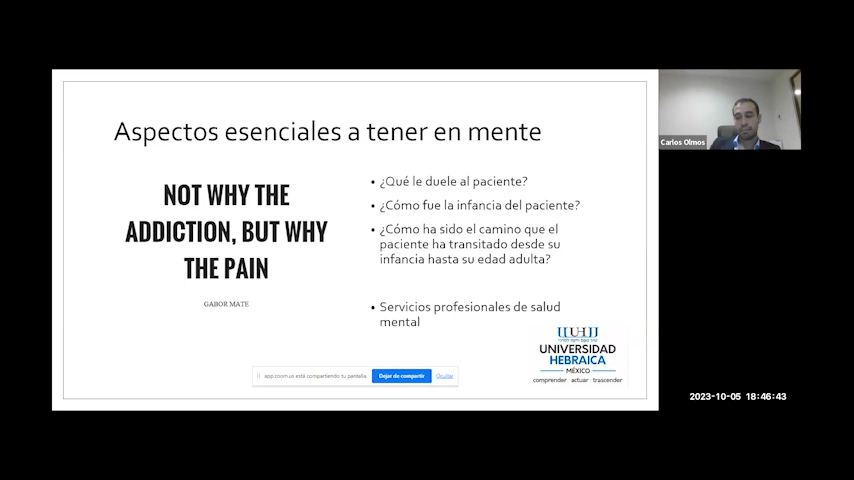 Aspectos esenciales a tener en mente
NOT WHY THE
ADDICTION, BUT WHY
THE PAIN
GABOR MATE
• ¿Qué le duele al paciente?
• ¿Cómo fue la infancia del paciente?
• ¿Cómo ha sido el camino que el
paciente ha transitado desde su
infancia hasta su edad adulta?
• Servicios profesionales de salud
mental
UHJ
UNIVERSIDAD
HEBRAICA
MÉXICO
comprender · actuar · trascender
app.zoom.us está compartiendo tu pantalla.
Dejar de compartir
Ocultar
Carlos Olmos
2023-10-05 18:46:43